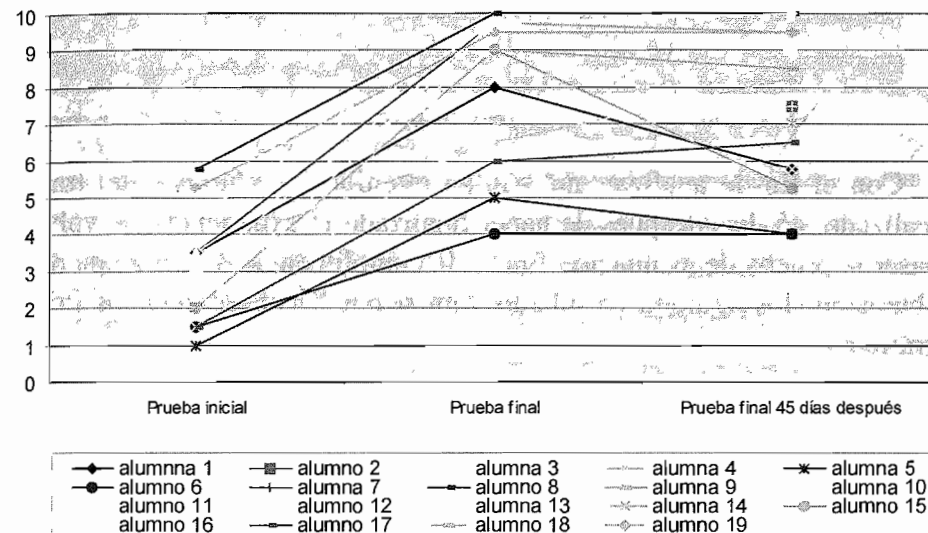 10
9
8
7
6
5
4
3
2
1
0
Prueba inicial Prueba final Prueba final 45 días después
alumnna 1 alumno 2 alumna 3 alumna 4 alumna 5
alumno 6 alumna 7 alumno 8 alumna 9 alumna 10
alumno 11 alumno 12 alumna 13 alumna 14 alumno 15
alumno 16 alumno 17 alumno 18 alumno 19